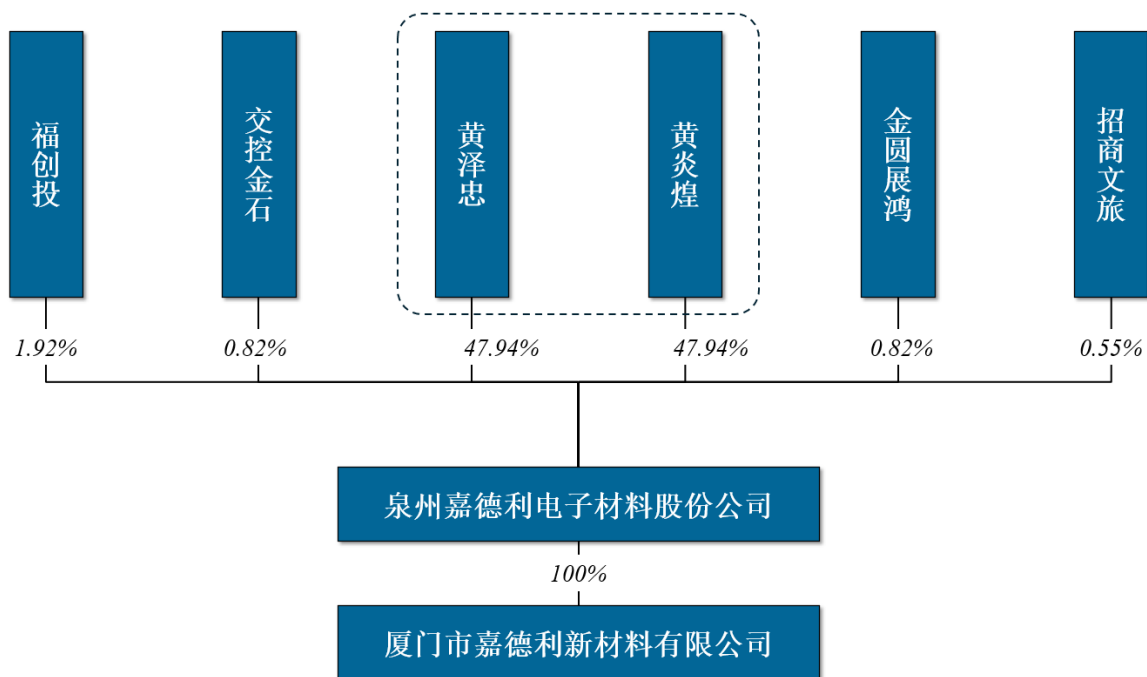 福创投
交控金石
黄泽忠
黄炎煌
金圆展鸿
招商文旅
1.92%
0.82%
47.94%
47.94%
0.82%
0.55%
泉州嘉德利电子材料股份公司
100%
厦门市嘉德利新材料有限公司